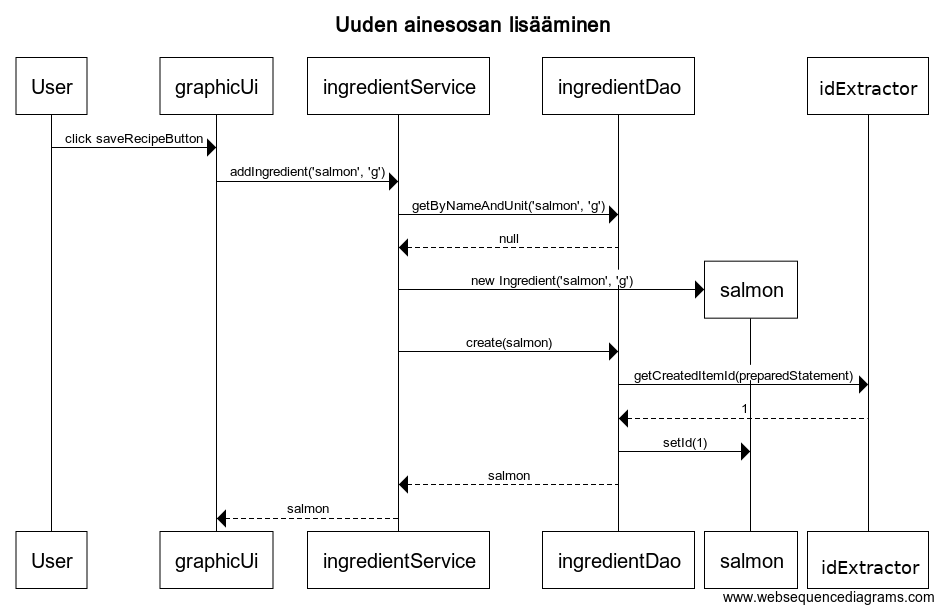 Uuden ainesosan lisääminen
User graphicUi ingredientService ingredientDao idExtractor
click saveRecipeButton
addIngredient('salmon', 'g')
getByNameAndUnit('salmon', 'g')
null
new Ingredient('salmon', 'g')
salmon
create(salmon)
getCreatedItemId(preparedStatement)
1
setId(1)
salmon
salmon
User graphicUi ingredientService ingredientDao salmon idExtractor
www.websequencediagrams.com